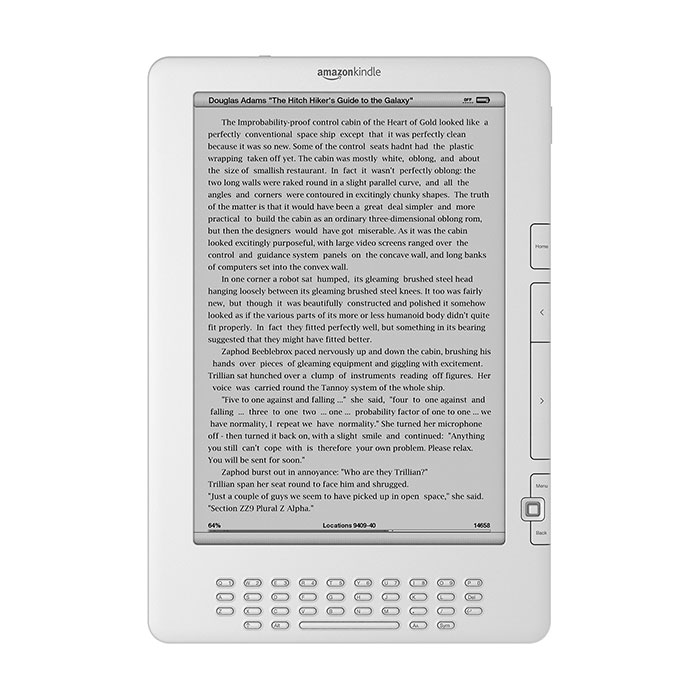 amazonkindle
Douglas Adams "The Hitch Hiker's Guide to the Galaxy"
OFF
The Improbability-proof control cabin of the Heart of Gold looked like a
perfectly conventional space ship except that it was perfectly clean
because it was so new. Some of the control seats hadnt had the plastic
wrapping taken off yet. The cabin was mostly white, oblong, and about
the size of smallish restaurant. In fact it wasn't perfectly oblong: the
two long walls were raked round in a slight parallel curve, and all the
angles and corners were contoured in excitingly chunky shapes. The truth
of the matter is that it would have been a great deal simpler and more
practical to build the cabin as an ordinary three-dimensional oblong rom,
but then the designers would have got miserable. As it was the cabin
looked excitingly purposeful, with large video screens ranged over the
control and guidance system panels on the concave wall, and long banks
of computers set into the convex wall.
In one corner a robot sat humped, its gleaming brushed steel head
hanging loosely between its gleaming brushed steel knees. It too was fairly
new, but though it was beautifully constructed and polished it somehow
looked as if the various parts of its more or less humanoid body didn't quite
fit properly. In fact they fitted perfectly well, but something in its bearing
suggested that they might have fitted better.
Zaphod Beeblebrox paced nervously up and down the cabin, brushing his
hands over pieces of gleaming equipment and giggling with excitement.
Trillian sat hunched over a clump of instruments reading off figures. Her
voice was carried round the Tannoy system of the whole ship.
"Five to one against and falling ..." she said, "four to one against and
falling ... three to one two ... one ... probability factor of one to one ... we
have normality, I repeat we have normality." She turned her microphone
off - then turned it back on, with a slight smile and continued: "Anything
you still can't cope with is therefore your own problem. Please relax.
You will be sent for soon."
Zaphod burst out in annoyance: "Who are they Trillian?"
Trillian span her seat round to face him and shrugged.
"Just a couple of guys we seem to have picked up in open space," she said.
"Section ZZ9 Plural Z Alpha."
64% Locations 9409-40 14658
Home
<
>
Menu
Back
Q 1 W 2 E 3 R 4 T 5 Y 6 U 7 I 8 O 9 P 0
A S D F G H J K L Del
Z X C V B N M .
Alt Aa Sym